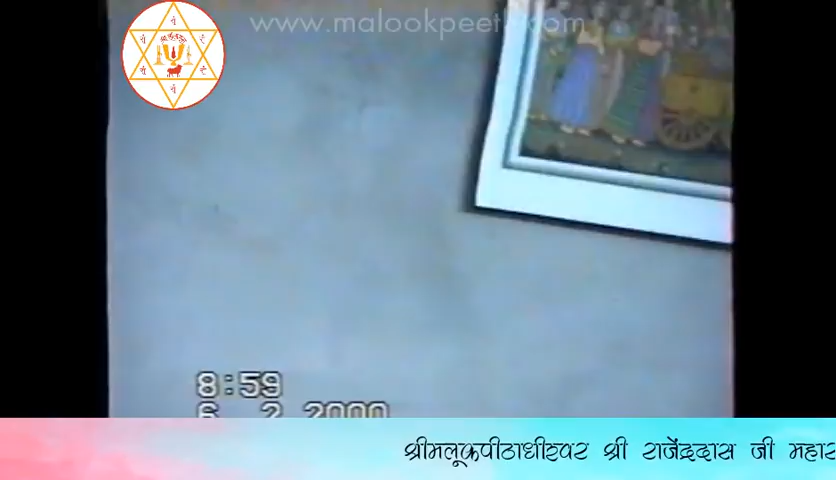 www.malookpeeth.com
8:59
6. 2. 2000
श्रीमलूकपीठाधीश्वर श्री राजेंद्रदास जी महार